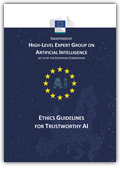 INDEPENDENT
HIGH-LEVEL EXPERT GROUP ON
ARTIFICIAL INTELLIGENCE
SET UP BY THE EUROPEAN COMMISSION
AI
ETHICS GUIDELINES
FOR TRUSTWORTHY AI